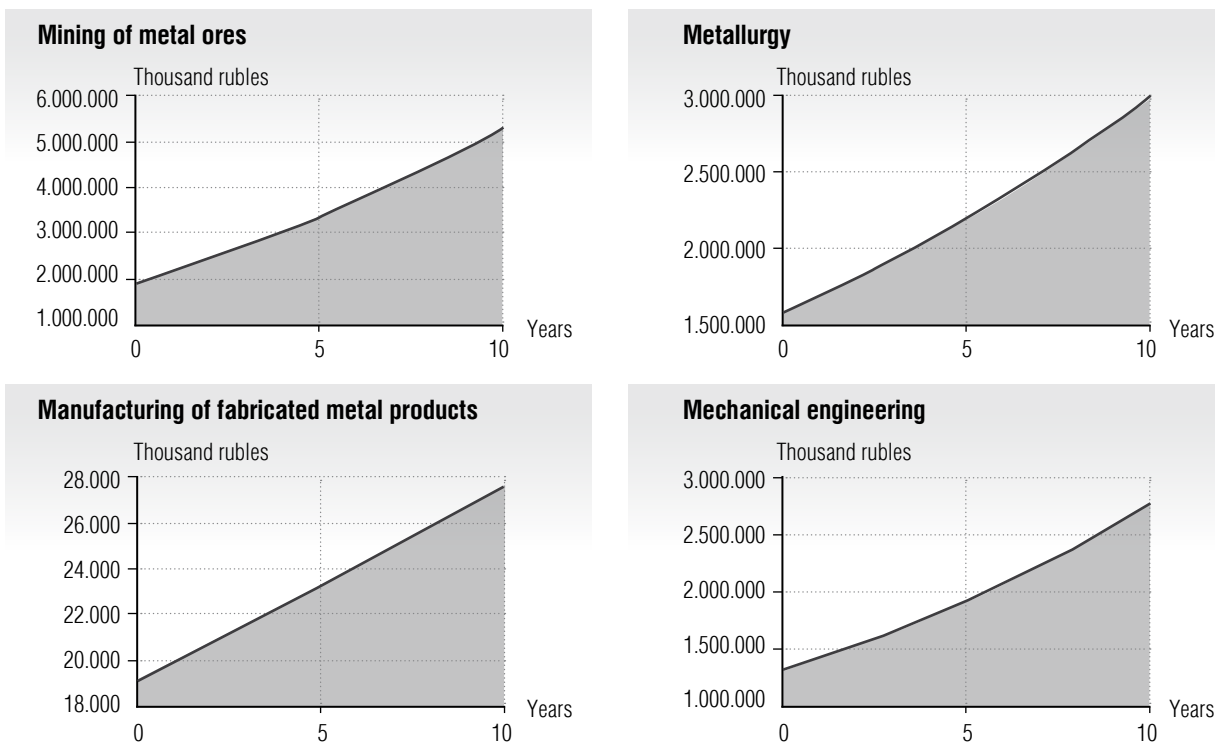 Mining of metal ores
Thousand rubles
6.000.000
5.000.000
4.000.000
3.000.000
2.000.000
1.000.000
0 5 10
Years
Metallurgy
Thousand rubles
3.000.000
2.500.000
2.000.000
1.500.000
0 5 10
Years
Manufacturing of fabricated metal products
Thousand rubles
28.000
26.000
24.000
22.000
20.000
18.000
0 5 10
Years
Mechanical engineering
Thousand rubles
3.000.000
2.500.000
2.000.000
1.500.000
1.000.000
0 5 10
Years